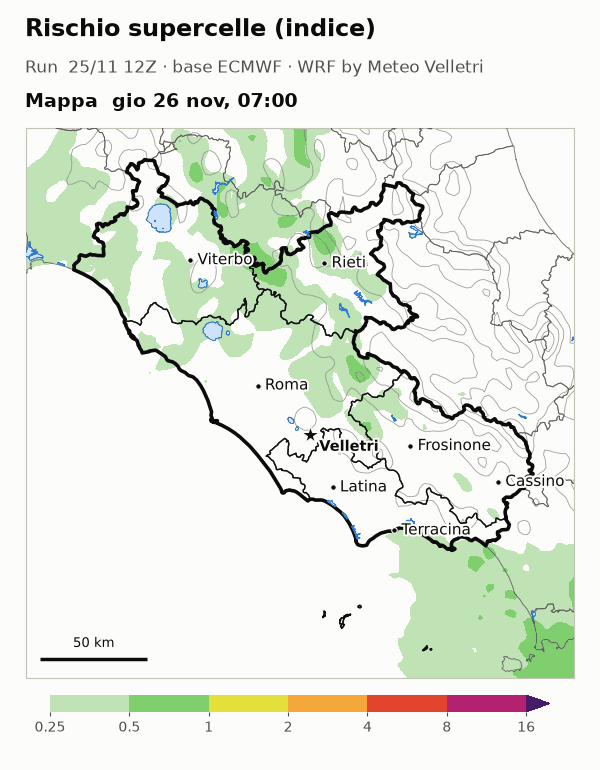 Rischio supercelle (indice)
Run  25/11 12Z · base ECMWF · WRF by Meteo Velletri
Mappa  gio 26 nov, 07:00
Viterbo
Rieti
Roma
Velletri
Frosinone
Latina
Cassino
Terracina
50 km
0.25 0.5 1 2 4 8 16